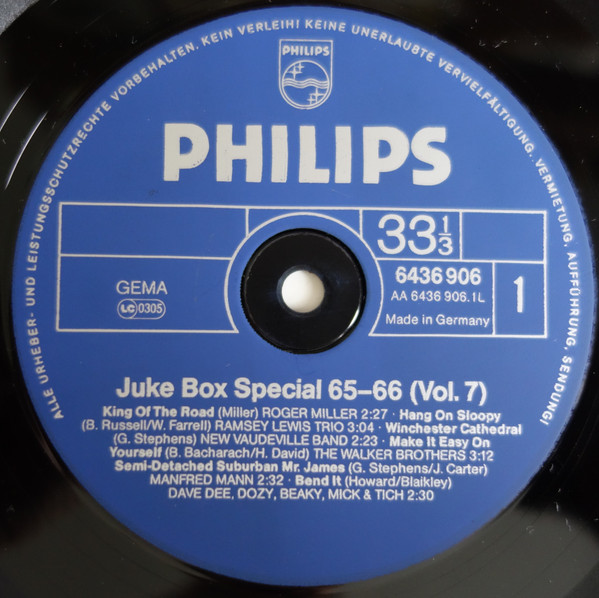 ALLE URHEBER- UND LEISTUNGSSCHUTZRECHTE VORBEHALTEN. KEIN VERLEIH! KEINE UNERLAUBTE VERVIELFÄLTIGUNG, VERMIETUNG, AUFFÜHRUNG, SENDUNG!
PHILIPS
PHILIPS
33 1/3
GEMA
LC 0305
6436 906
AA 6436 906.1L
Made in Germany
1
Juke Box Special 65–66 (Vol. 7)
King Of The Road (Miller) ROGER MILLER 2:27 · Hang On Sloopy
(B. Russell/W. Farrell) RAMSEY LEWIS TRIO 3:04 · Winchester Cathedral
(G. Stephens) NEW VAUDEVILLE BAND 2:23 · Make It Easy On
Yourself (B. Bacharach/H. David) THE WALKER BROTHERS 3:12
Semi-Detached Suburban Mr. James (G. Stephens/J. Carter)
MANFRED MANN 2:32 · Bend It (Howard/Blaikley)
DAVE DEE, DOZY, BEAKY, MICK & TICH 2:30